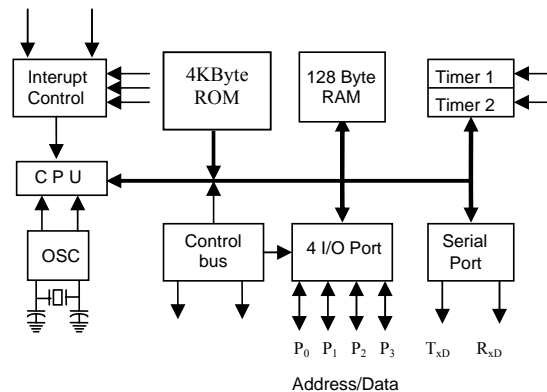 Interupt
Control
4KByte
ROM
128 Byte
RAM
Timer 1
Timer 2
C P U
OSC
Control
bus
4 I/O Port
Serial
Port
P0 P1 P2 P3 TxD RxD
Address/Data